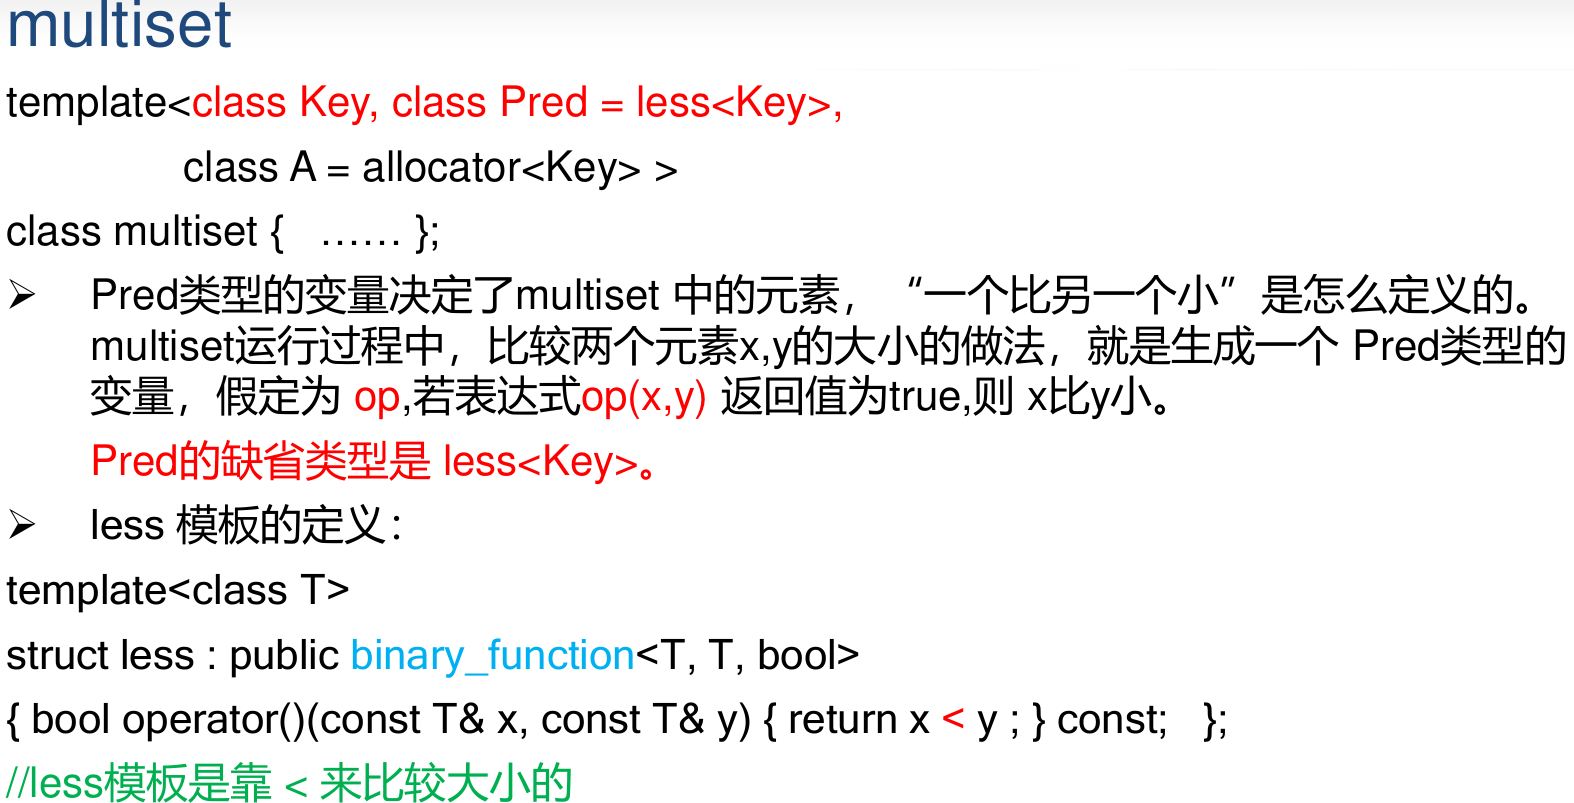 multiset
template<class Key, class Pred = less<Key>,
class A = allocator<Key> >
class multiset { …… };
➢ Pred类型的变量决定了multiset 中的元素，“一个比另一个小”是怎么定义的。
multiset运行过程中，比较两个元素x,y的大小的做法，就是生成一个 Pred类型的
变量，假定为 op,若表达式op(x,y) 返回值为true,则 x比y小。
Pred的缺省类型是 less<Key>。
➢ less 模板的定义：
template<class T>
struct less : public binary_function<T, T, bool>
{ bool operator()(const T& x, const T& y) { return x < y ; } const; };
//less模板是靠 < 来比较大小的